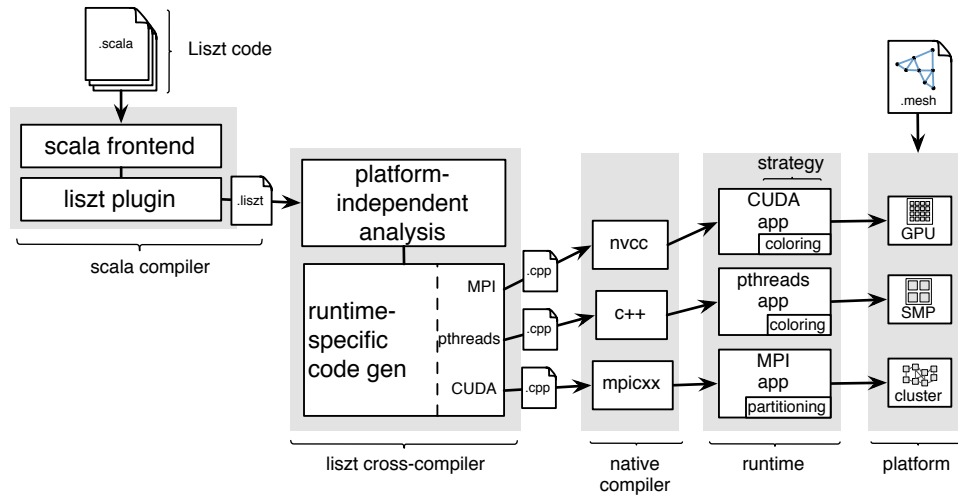 .scala
Liszt code
.mesh
scala frontend
liszt plugin
.liszt
scala compiler
platform-
independent
analysis
runtime-
specific
code gen
MPI
pthreads
CUDA
.cpp
.cpp
.cpp
liszt cross-compiler
nvcc
c++
mpicxx
native
compiler
strategy
CUDA
app
coloring
pthreads
app
coloring
MPI
app
partitioning
runtime
GPU
SMP
cluster
platform